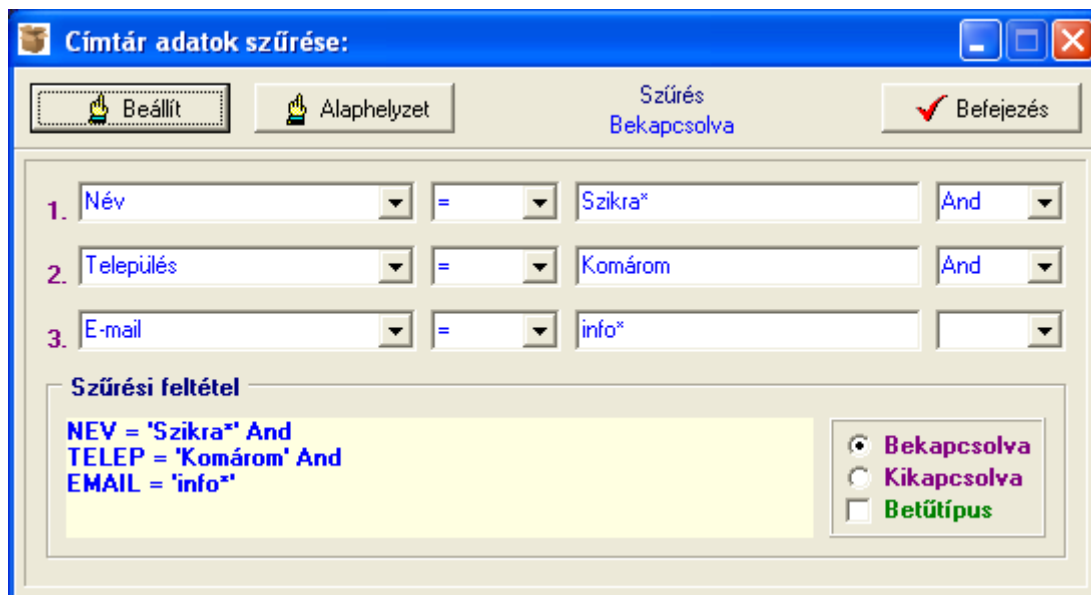 Címtár adatok szűrése:
Beállít Alaphelyzet Szűrés Befejezés
Bekapcsolva
1. Név = Szikra* And
2. Település = Komárom And
3. E-mail = info*
Szűrési feltétel
NEV = 'Szikra*' And
TELEP = 'Komárom' And
EMAIL = 'info*'
Bekapcsolva
Kikapcsolva
Betűtípus